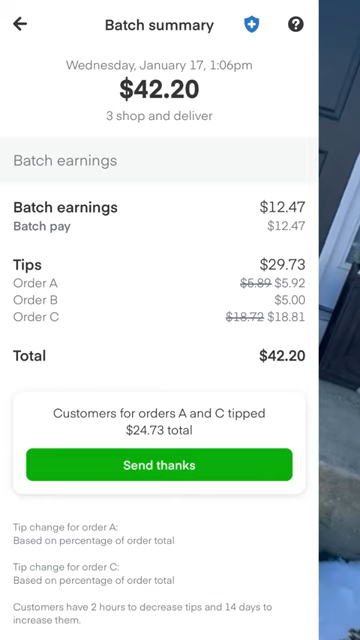 Batch summary
Wednesday, January 17, 1:06pm
$42.20
3 shop and deliver
Batch earnings
Batch earnings $12.47
Batch pay $12.47
Tips $29.73
Order A $5.89 $5.92
Order B $5.00
Order C $18.72 $18.81
Total $42.20
Customers for orders A and C tipped
$24.73 total
Send thanks
Tip change for order A:
Based on percentage of order total
Tip change for order C:
Based on percentage of order total
Customers have 2 hours to decrease tips and 14 days to
increase them.